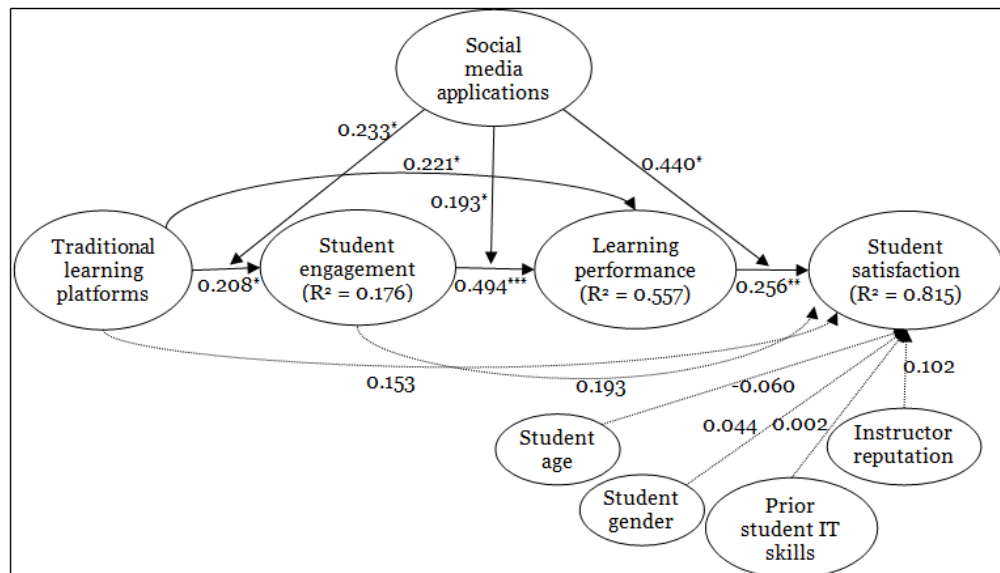 Social
media
applications
0.233*
0.221*
0.440*
0.193*
Traditional
learning
platforms
0.208*
Student
engagement
(R² = 0.176)
0.494***
Learning
performance
(R² = 0.557)
0.256**
Student
satisfaction
(R² = 0.815)
0.153
0.193
-0.060
0.102
0.044
0.002
Student
age
Instructor
reputation
Student
gender
Prior
student IT
skills